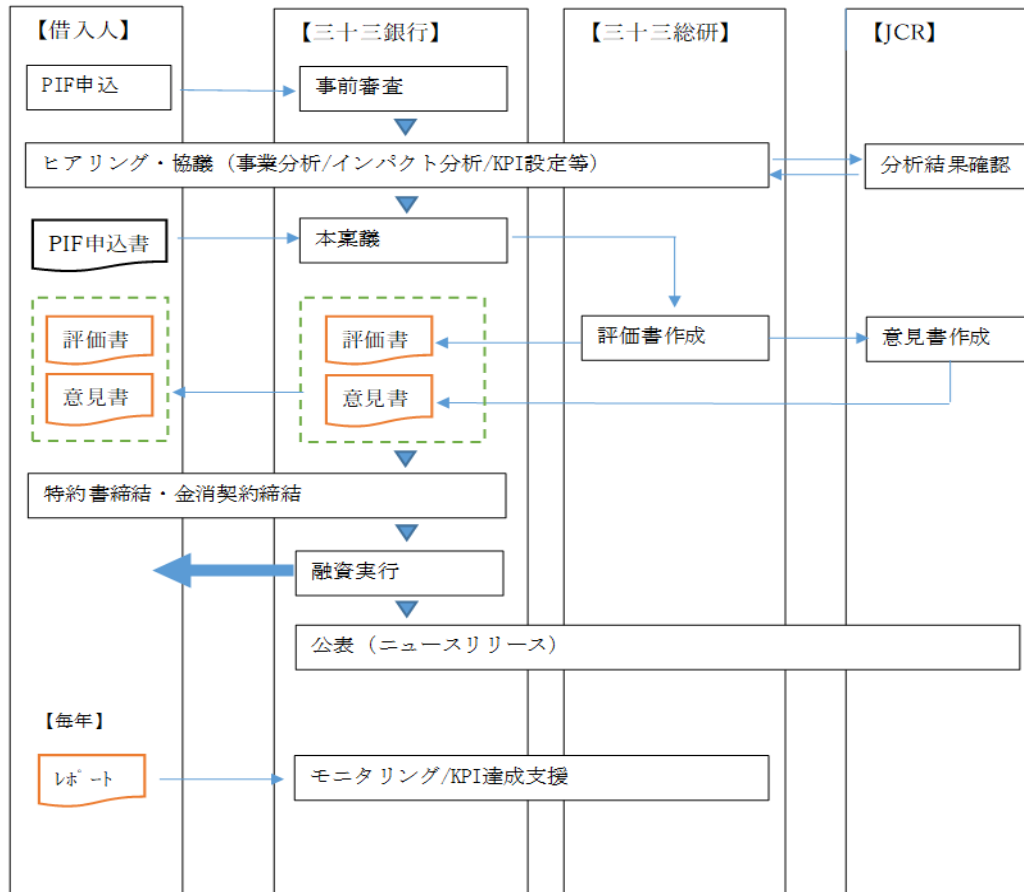 【借入人】
【三十三銀行】
【三十三総研】
【JCR】
PIF申込
事前審査
ヒアリング・協議（事業分析/インパクト分析/KPI設定等）
分析結果確認
PIF申込書
本稟議
評価書
評価書
評価書作成
意見書作成
意見書
意見書
特約書締結・金消契約締結
融資実行
公表（ニュースリリース）
【毎年】
ﾚﾎﾟｰﾄ
モニタリング/KPI達成支援